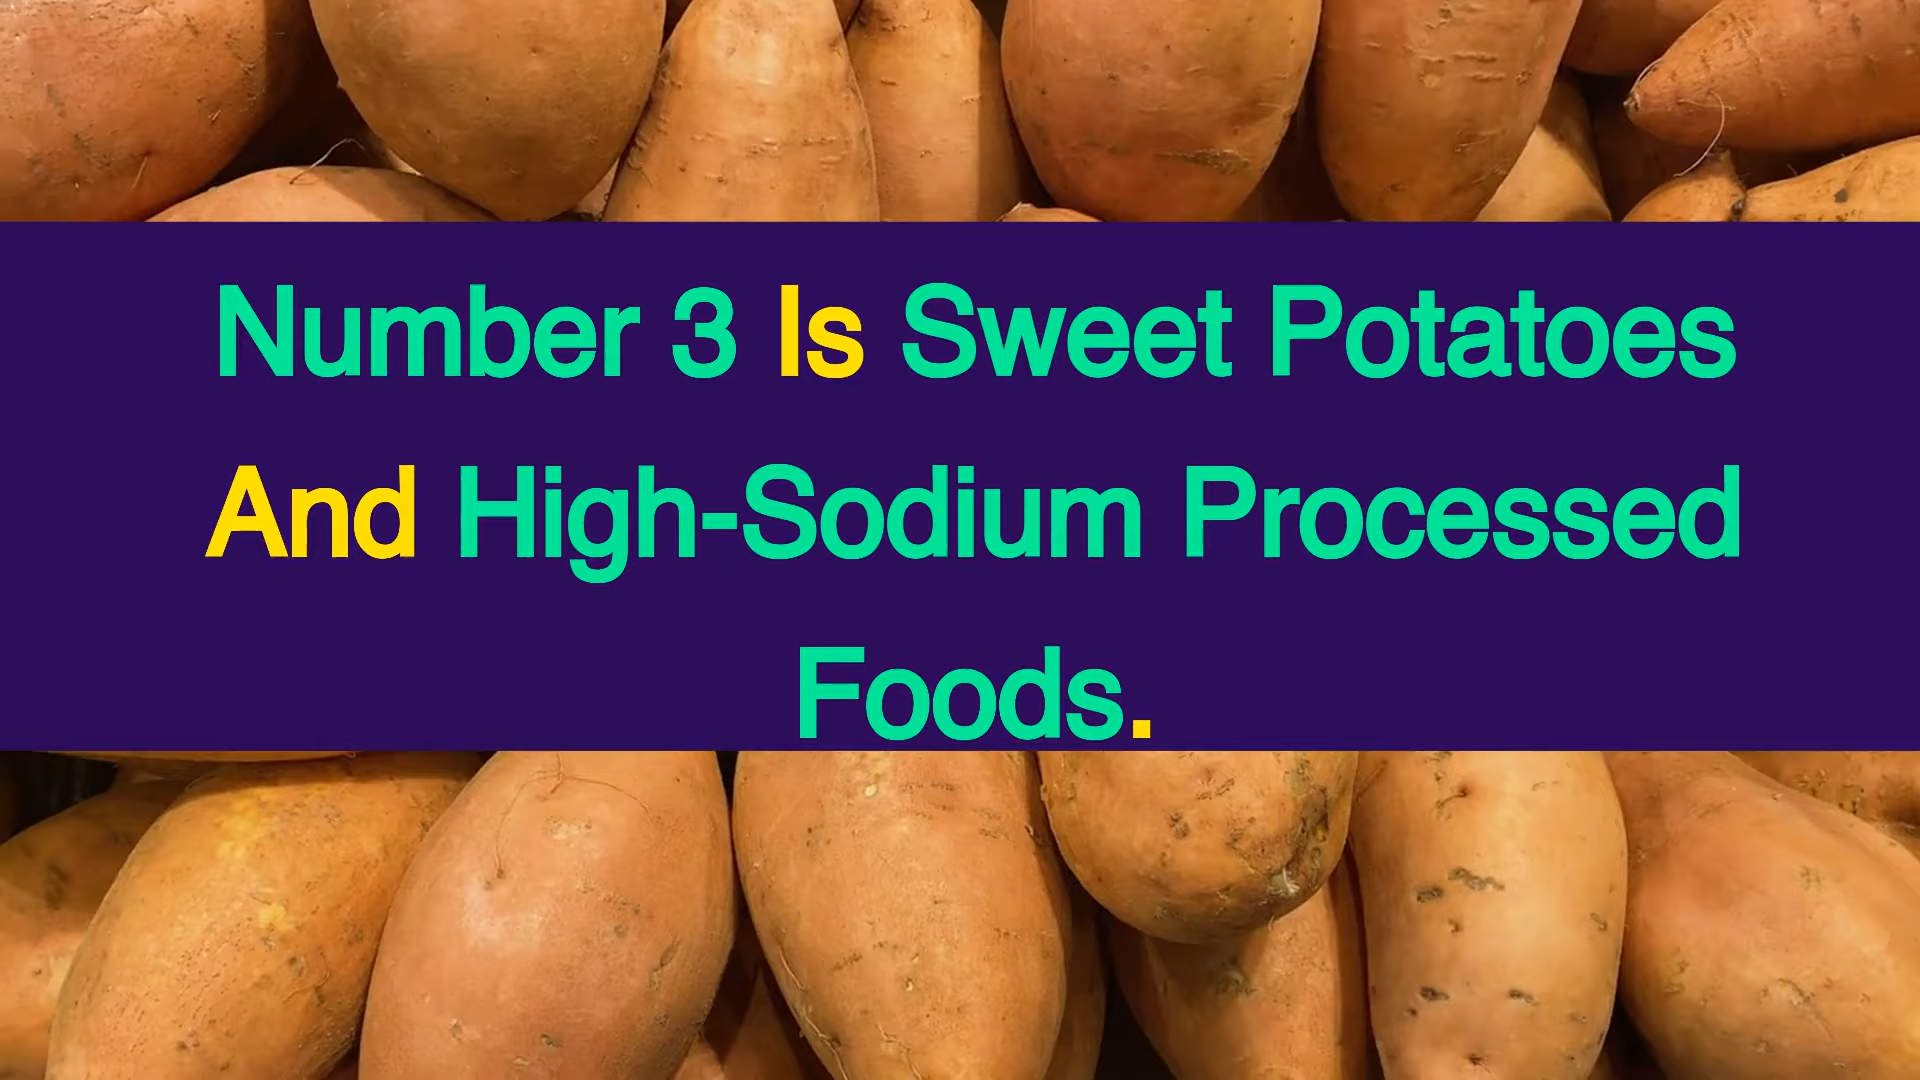 Number 3 Is Sweet Potatoes
And High-Sodium Processed
Foods.